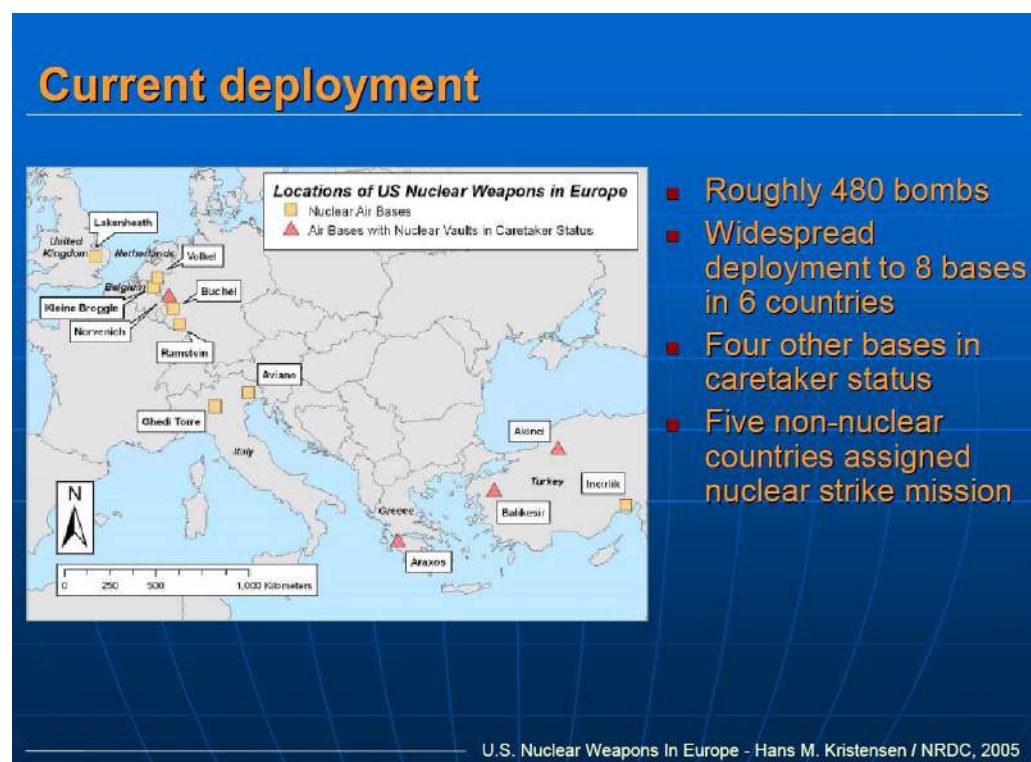 Current deployment
Locations of US Nuclear Weapons in Europe
Nuclear Air Bases
Air Bases with Nuclear Vaults in Caretaker Status
Lakenheath
United
Kingdom
Netherlands
Volkel
Belgium
Buchel
Kleine Broggle
Norvenich
Ramstein
Aviano
Ghedi Torre
Italy
Akinci
Turkey
Incirlik
Balikesir
Greece
Araxos
N
0 250 500 1,000 Kilometers
Roughly 480 bombs
Widespread
deployment to 8 bases
in 6 countries
Four other bases in
caretaker status
Five non-nuclear
countries assigned
nuclear strike mission
U.S. Nuclear Weapons In Europe - Hans M. Kristensen / NRDC, 2005